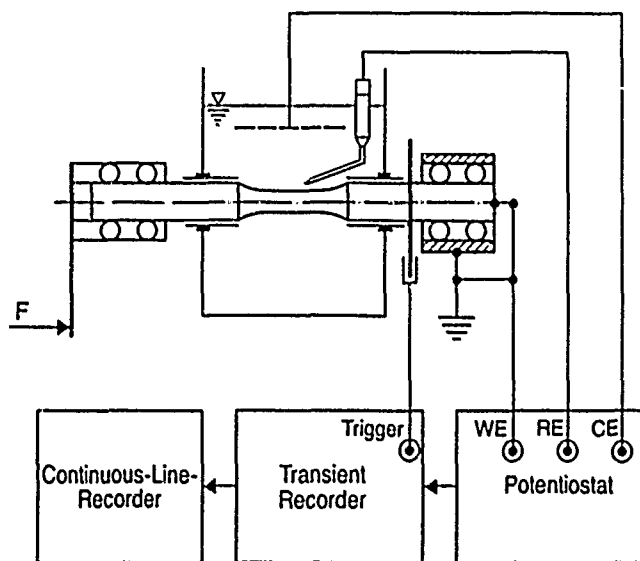 F
Trigger
WE RE CE
Continuous-Line-
Recorder
Transient
Recorder
Potentiostat